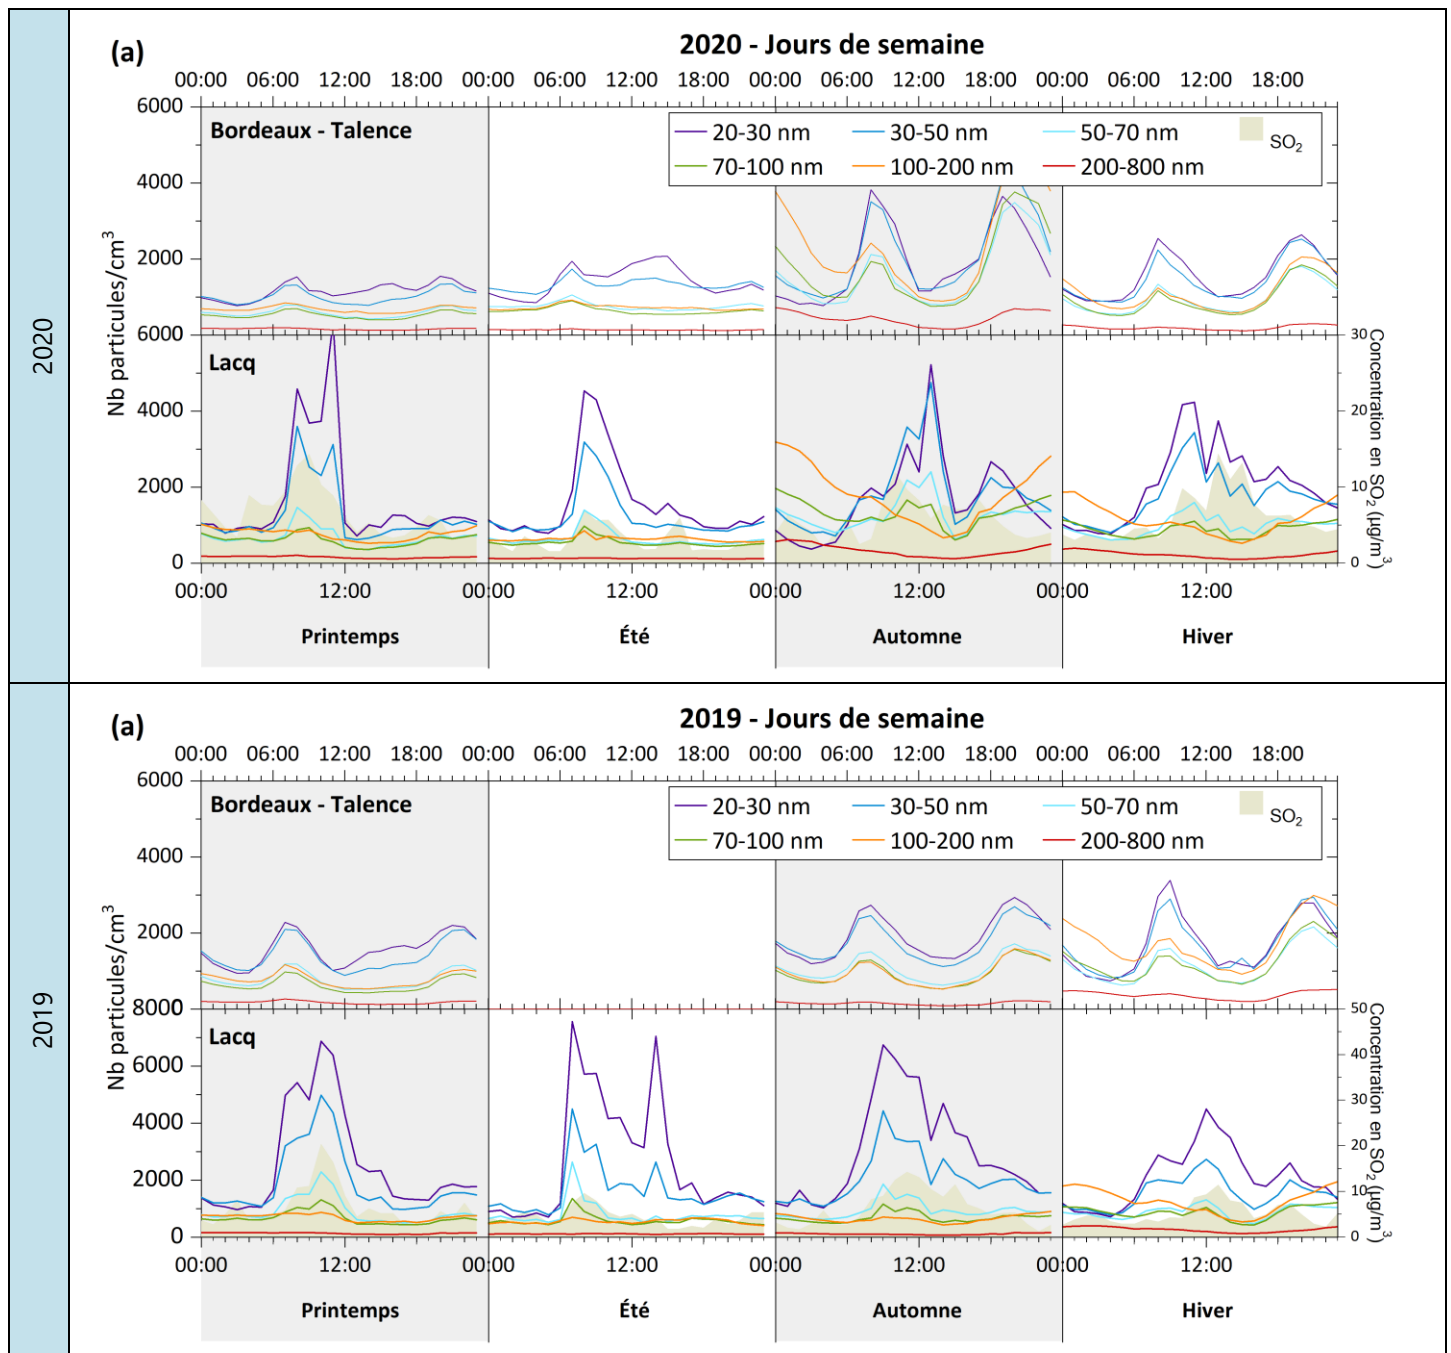 2020
(a)
2020 - Jours de semaine
00:00 06:00 12:00 18:00 00:00 06:00 12:00 18:00 00:00 06:00 12:00 18:00 00:00 06:00 12:00 18:00
6000
4000
2000
6000
4000
2000
0
Nb particules/cm³
Bordeaux - Talence
20-30 nm 30-50 nm 50-70 nm SO₂
70-100 nm 100-200 nm 200-800 nm
Lacq
30
20
10
0
Concentration en SO₂ (µg/m³)
00:00 12:00 00:00 12:00 00:00 12:00 00:00 12:00
Printemps Été Automne Hiver
2019
(a)
2019 - Jours de semaine
00:00 06:00 12:00 18:00 00:00 06:00 12:00 18:00 00:00 06:00 12:00 18:00 00:00 06:00 12:00 18:00
6000
4000
2000
8000
6000
4000
2000
0
Nb particules/cm³
Bordeaux - Talence
20-30 nm 30-50 nm 50-70 nm SO₂
70-100 nm 100-200 nm 200-800 nm
Lacq
50
40
30
20
10
0
Concentration en SO₂ (µg/m³)
00:00 12:00 00:00 12:00 00:00 12:00 00:00 12:00
Printemps Été Automne Hiver